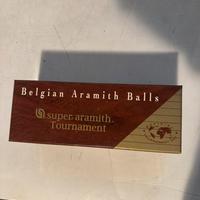 Belgian Aramith Balls
super aramith
Tournament